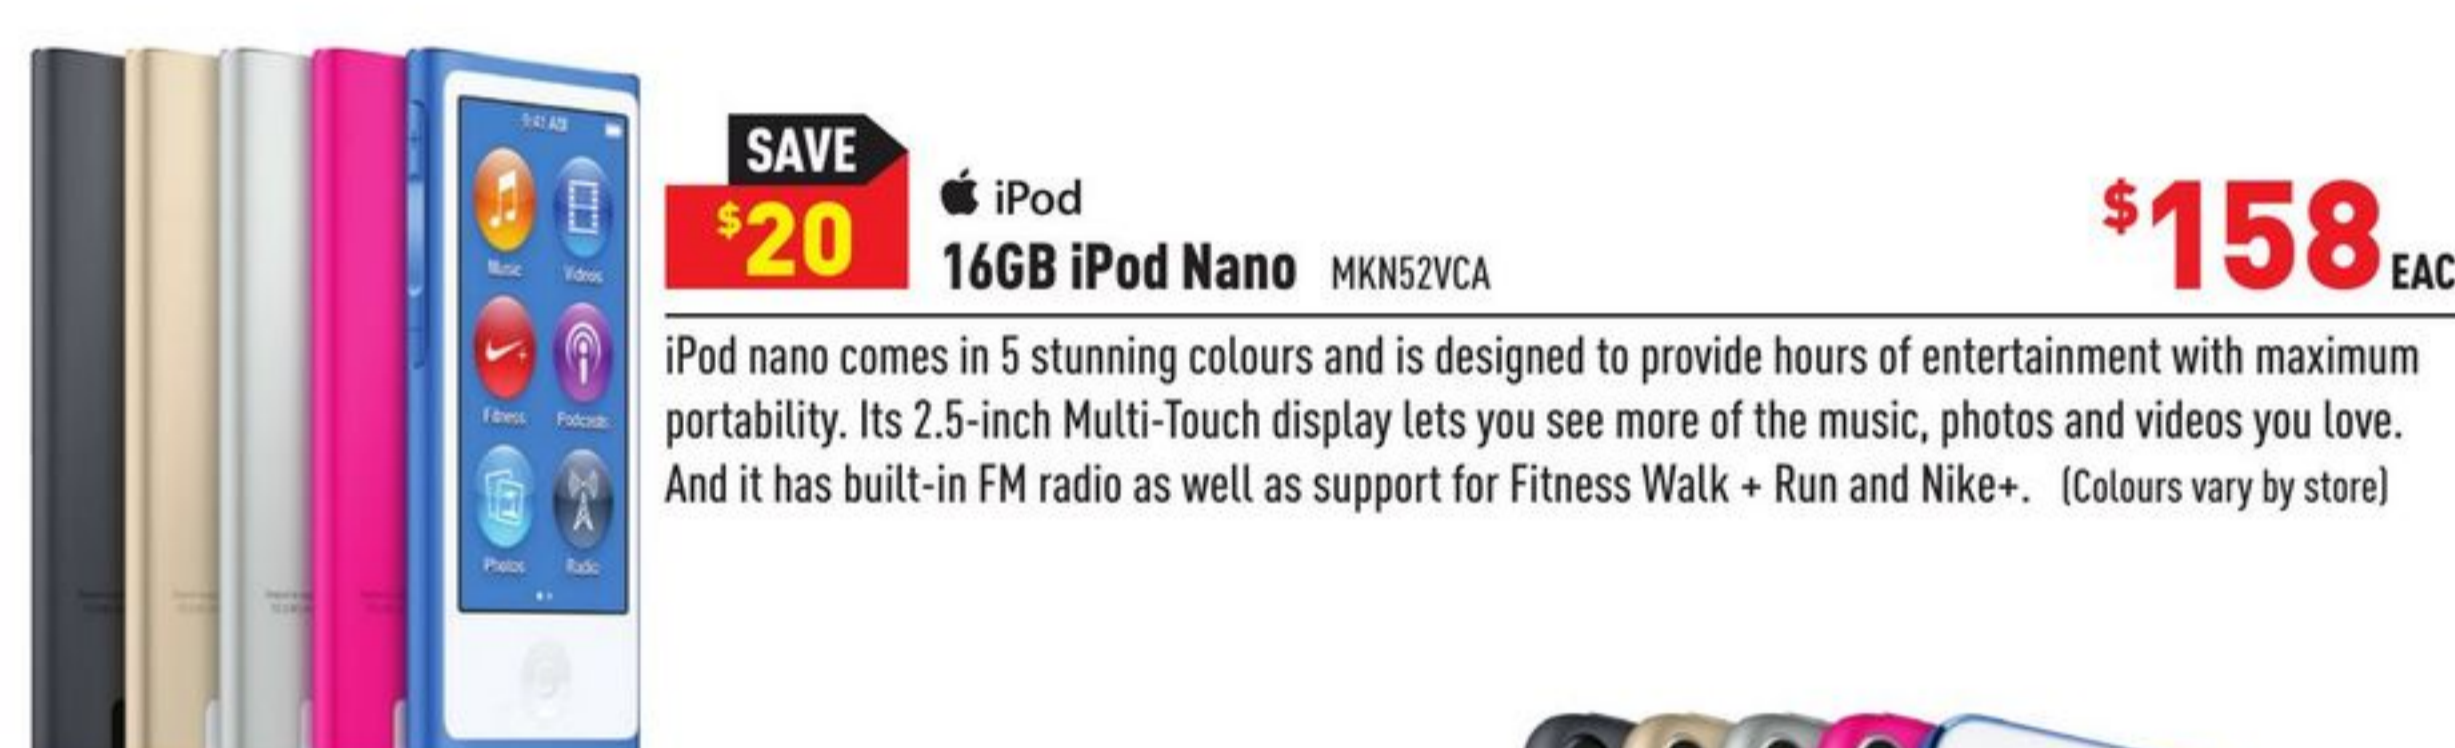 9:41 AM
Music Videos
Fitness Podcasts
Photos Radio
SAVE
$20
iPod
16GB iPod Nano MKN52VCA
$158 EAC
iPod nano comes in 5 stunning colours and is designed to provide hours of entertainment with maximum
portability. Its 2.5-inch Multi-Touch display lets you see more of the music, photos and videos you love.
And it has built-in FM radio as well as support for Fitness Walk + Run and Nike+. (Colours vary by store)